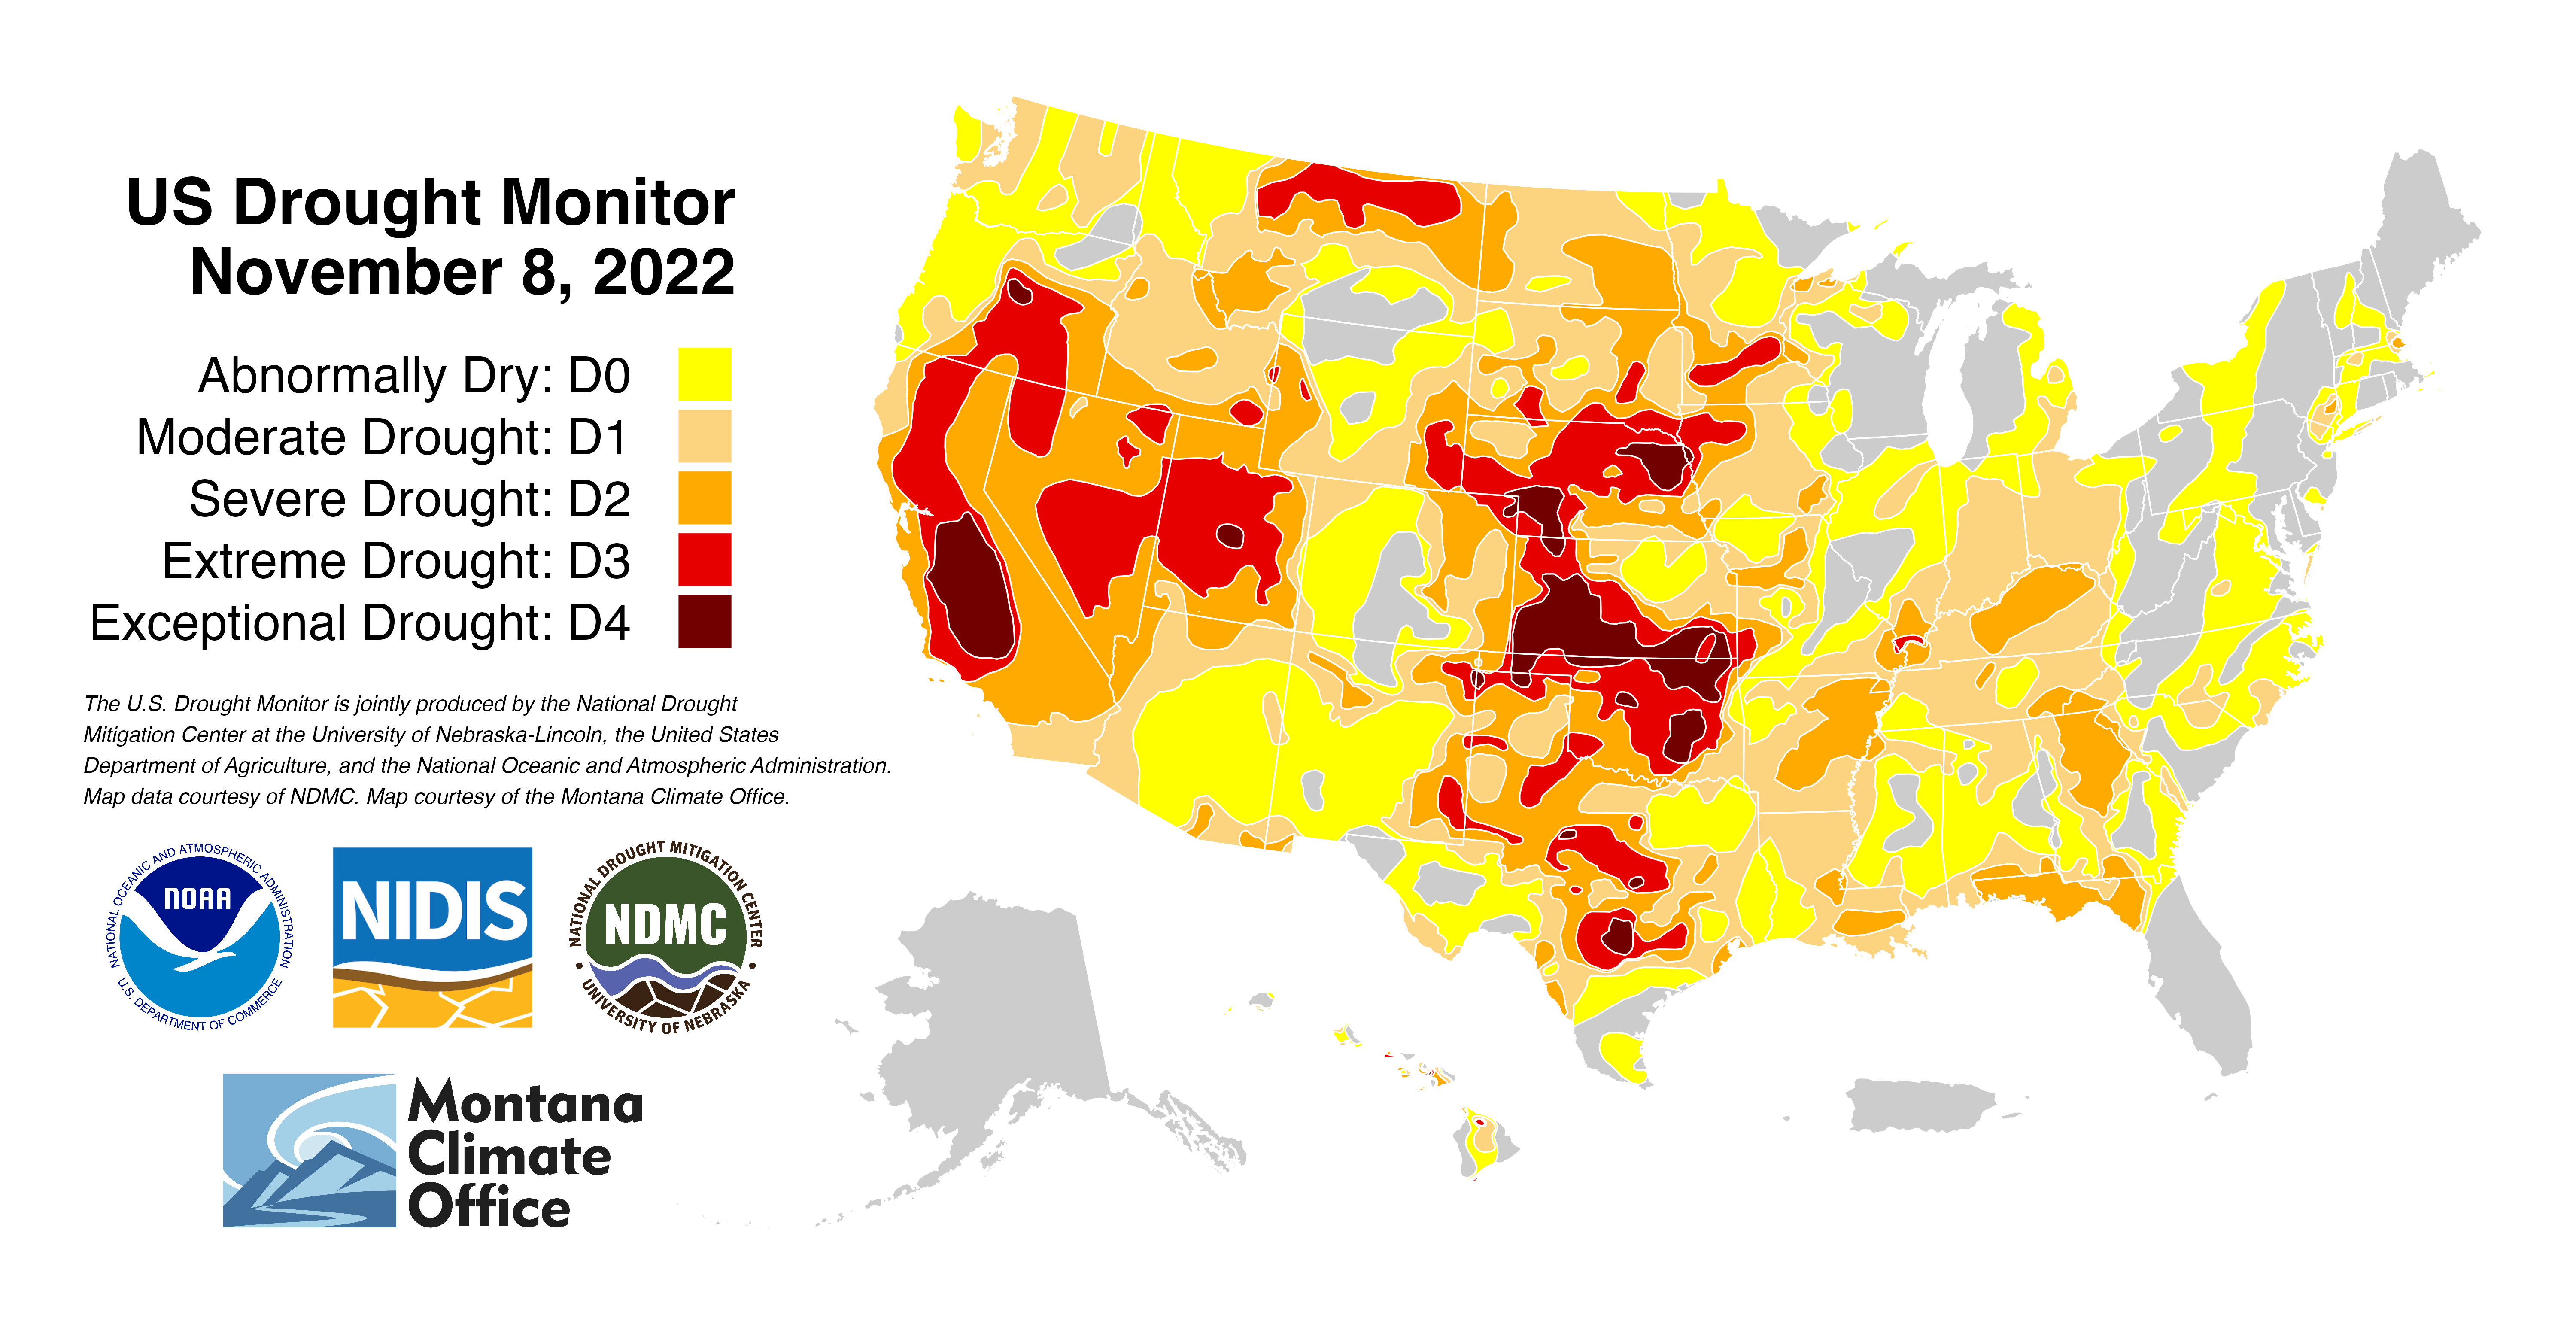 US Drought Monitor
November 8, 2022
Abnormally Dry: D0
Moderate Drought: D1
Severe Drought: D2
Extreme Drought: D3
Exceptional Drought: D4
The U.S. Drought Monitor is jointly produced by the National Drought
Mitigation Center at the University of Nebraska-Lincoln, the United States
Department of Agriculture, and the National Oceanic and Atmospheric Administration.
Map data courtesy of NDMC. Map courtesy of the Montana Climate Office.
NATIONAL OCEANIC AND ATMOSPHERIC ADMINISTRATION
NOAA
U.S. DEPARTMENT OF COMMERCE
NIDIS
NATIONAL DROUGHT MITIGATION CENTER
NDMC
UNIVERSITY OF NEBRASKA
Montana
Climate
Office